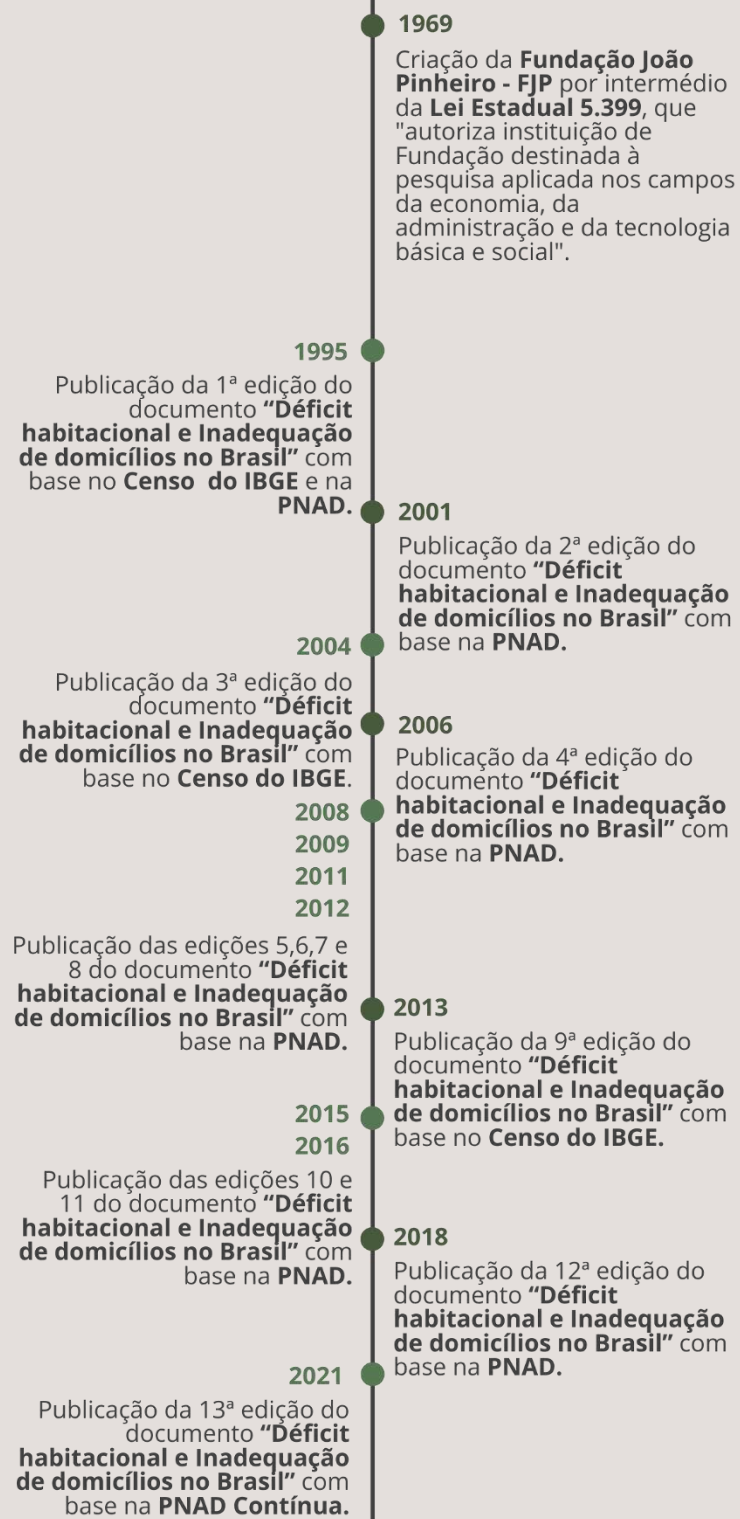 1969
Criação da Fundação João
Pinheiro - FJP por intermédio
da Lei Estadual 5.399, que
"autoriza instituição de
Fundação destinada à
pesquisa aplicada nos campos
da economia, da
administração e da tecnologia
básica e social".
1995
Publicação da 1ª edição do
documento “Déficit
habitacional e Inadequação
de domicílios no Brasil” com
base no Censo do IBGE e na
PNAD.
2001
Publicação da 2ª edição do
documento “Déficit
habitacional e Inadequação
de domicílios no Brasil” com
base na PNAD.
2004
Publicação da 3ª edição do
documento “Déficit
habitacional e Inadequação
de domicílios no Brasil” com
base no Censo do IBGE.
2006
Publicação da 4ª edição do
documento “Déficit
habitacional e Inadequação
de domicílios no Brasil” com
base na PNAD.
2008
2009
2011
2012
Publicação das edições 5,6,7 e
8 do documento “Déficit
habitacional e Inadequação
de domicílios no Brasil” com
base na PNAD.
2013
Publicação da 9ª edição do
documento “Déficit
habitacional e Inadequação
de domicílios no Brasil” com
base no Censo do IBGE.
2015
2016
Publicação das edições 10 e
11 do documento “Déficit
habitacional e Inadequação
de domicílios no Brasil” com
base na PNAD.
2018
Publicação da 12ª edição do
documento “Déficit
habitacional e Inadequação
de domicílios no Brasil” com
base na PNAD.
2021
Publicação da 13ª edição do
documento “Déficit
habitacional e Inadequação
de domicílios no Brasil” com
base na PNAD Contínua.